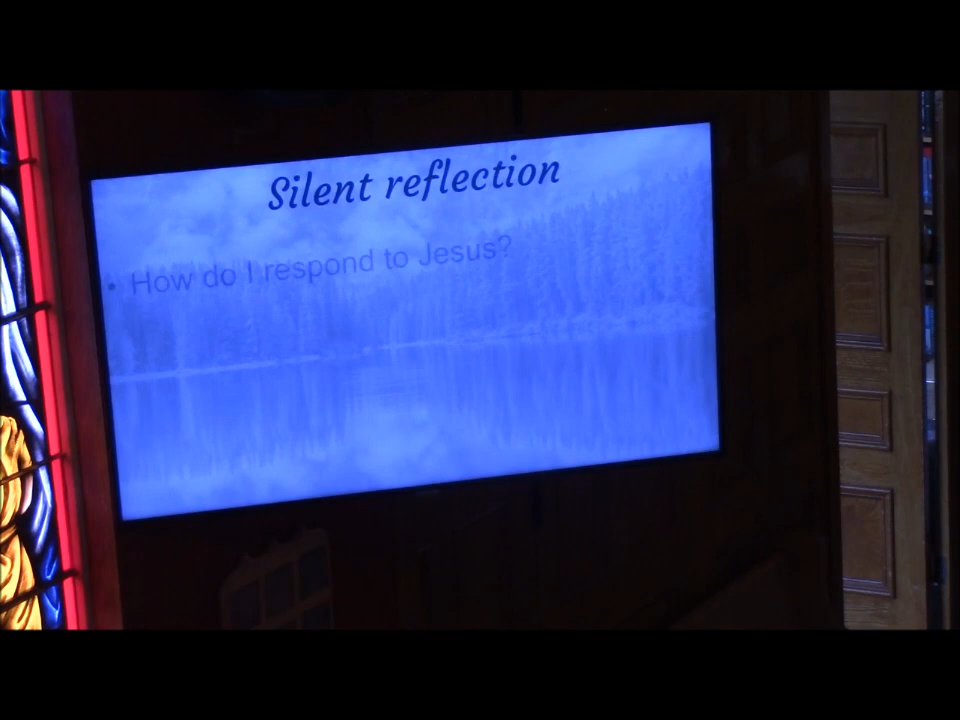 Silent reflection
• How do I respond to Jesus?